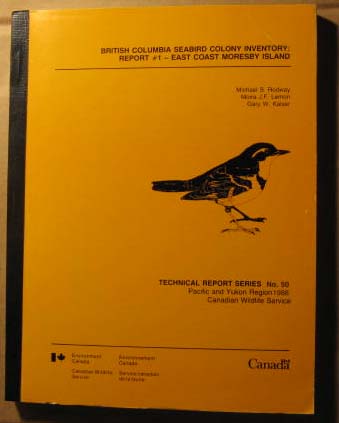 BRITISH COLUMBIA SEABIRD COLONY INVENTORY:
REPORT #1 – EAST COAST MORESBY ISLAND
Michael S. Rodway
Moira J.F. Lemon
Gary W. Kaiser
TECHNICAL REPORT SERIES No. 50
Pacific and Yukon Region 1988
Canadian Wildlife Service
Environment
Canada
Environnement
Canada
Canadian Wildlife
Service
Service canadien
de la faune
Canada